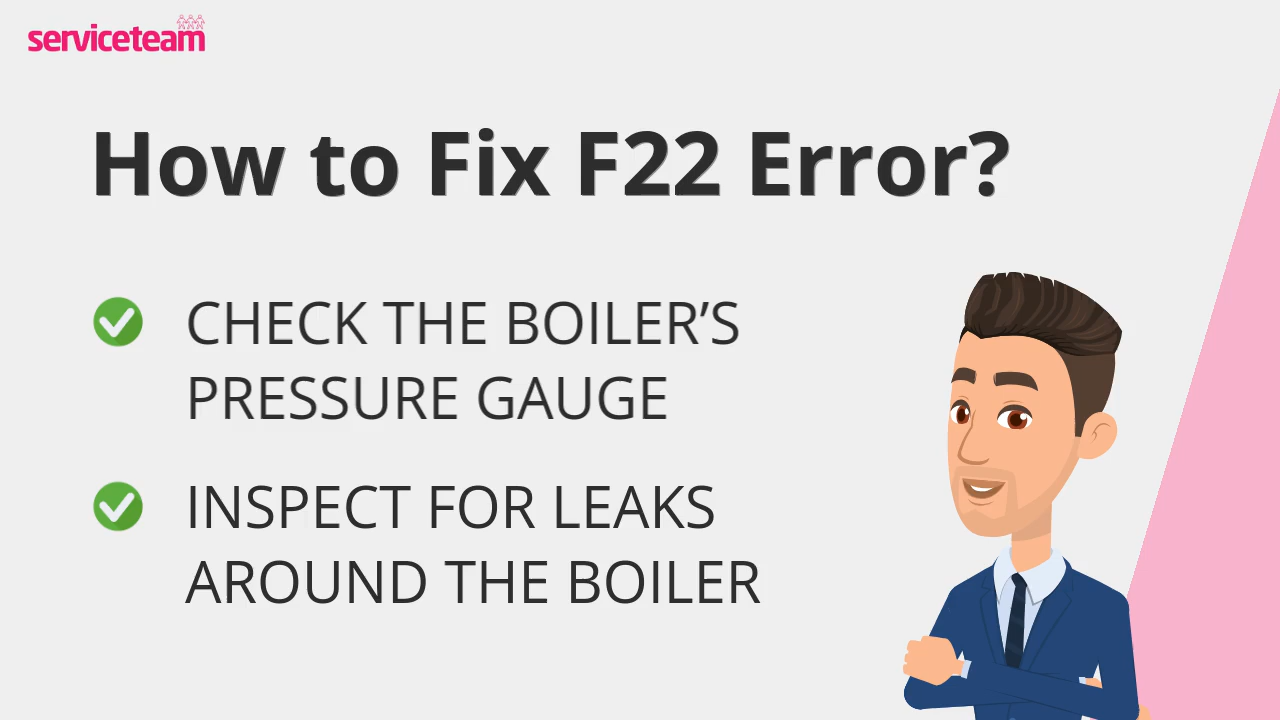 serviceteam
How to Fix F22 Error?
CHECK THE BOILER’S
PRESSURE GAUGE
INSPECT FOR LEAKS
AROUND THE BOILER